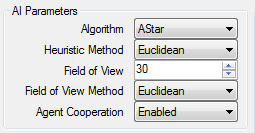 AI Parameters
Algorithm AStar
Heuristic Method Euclidean
Field of View 30
Field of View Method Euclidean
Agent Cooperation Enabled